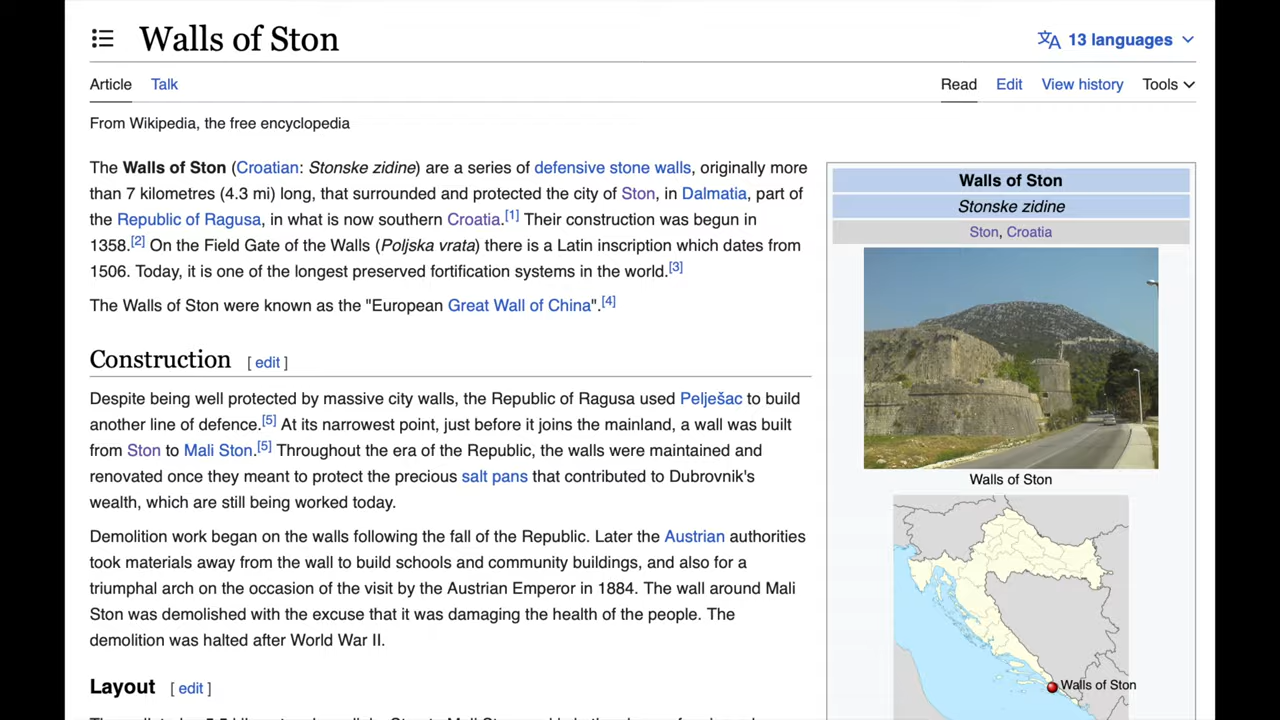 Walls of Ston
13 languages
Article Talk Read Edit View history Tools
From Wikipedia, the free encyclopedia
The Walls of Ston (Croatian: Stonske zidine) are a series of defensive stone walls, originally more
than 7 kilometres (4.3 mi) long, that surrounded and protected the city of Ston, in Dalmatia, part of
the Republic of Ragusa, in what is now southern Croatia.[1] Their construction was begun in
1358.[2] On the Field Gate of the Walls (Poljska vrata) there is a Latin inscription which dates from
1506. Today, it is one of the longest preserved fortification systems in the world.[3]
The Walls of Ston were known as the "European Great Wall of China".[4]
Construction [ edit ]
Despite being well protected by massive city walls, the Republic of Ragusa used Pelješac to build
another line of defence.[5] At its narrowest point, just before it joins the mainland, a wall was built
from Ston to Mali Ston.[5] Throughout the era of the Republic, the walls were maintained and
renovated once they meant to protect the precious salt pans that contributed to Dubrovnik's
wealth, which are still being worked today.
Demolition work began on the walls following the fall of the Republic. Later the Austrian authorities
took materials away from the wall to build schools and community buildings, and also for a
triumphal arch on the occasion of the visit by the Austrian Emperor in 1884. The wall around Mali
Ston was demolished with the excuse that it was damaging the health of the people. The
demolition was halted after World War II.
Layout [ edit ]
Walls of Ston
Stonske zidine
Ston, Croatia
Walls of Ston
Walls of Ston